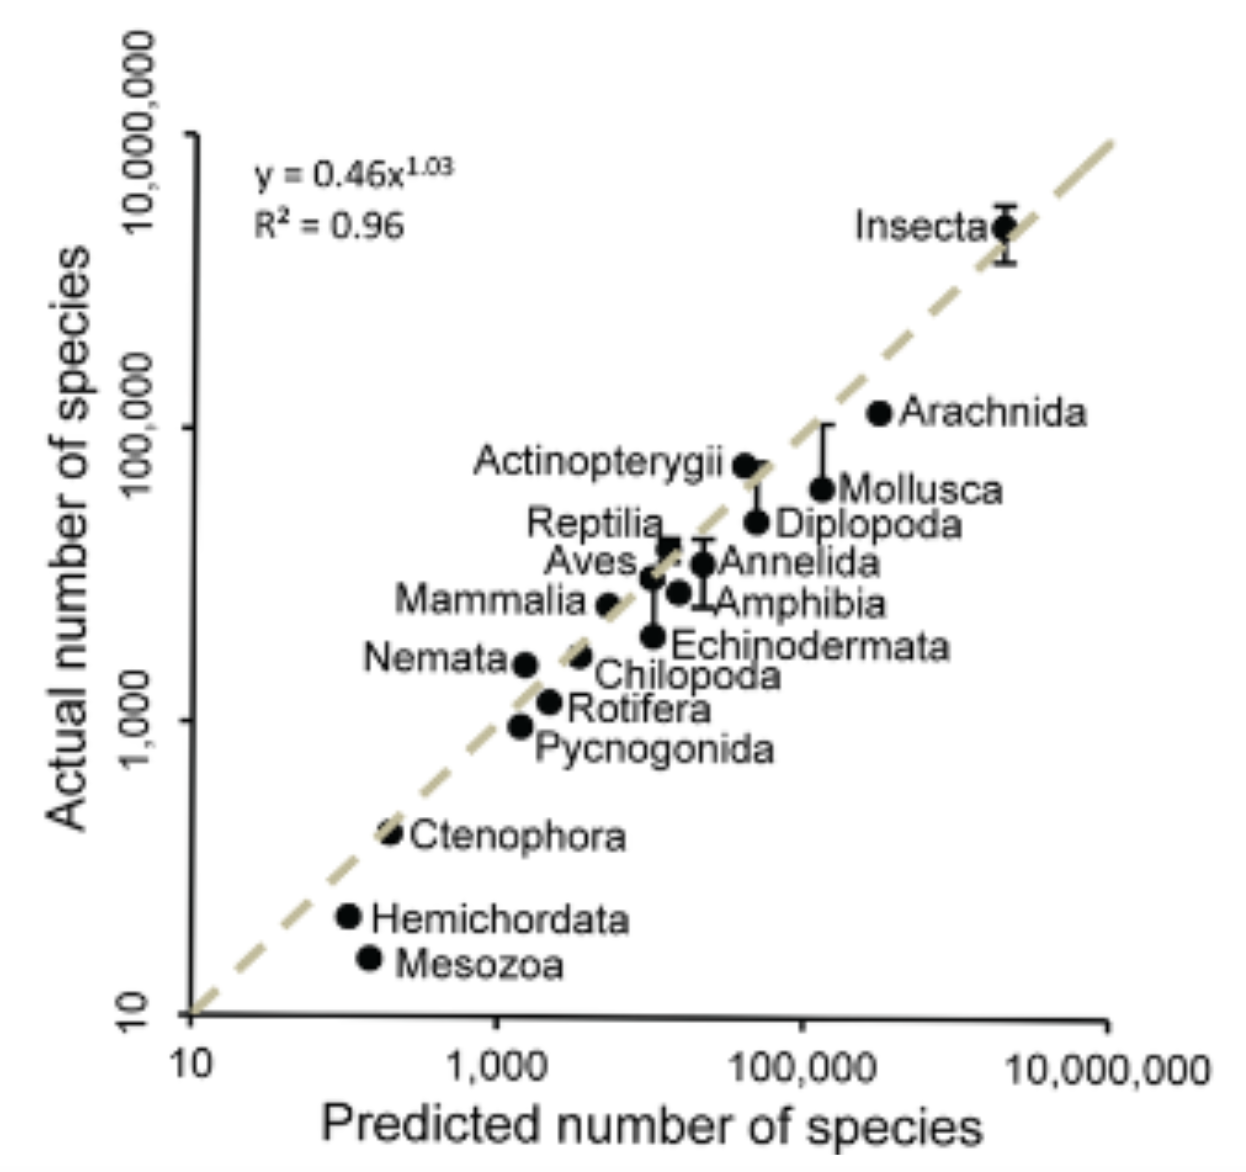 10,000,000
100,000
1,000
10
Actual number of species
y = 0.46x^1.03
R² = 0.96
Insecta
Arachnida
Actinopterygii
Mollusca
Reptilia
Diplopoda
Aves
Annelida
Mammalia
Amphibia
Echinodermata
Nemata
Chilopoda
Rotifera
Pycnogonida
Ctenophora
Hemichordata
Mesozoa
10 1,000 100,000 10,000,000
Predicted number of species